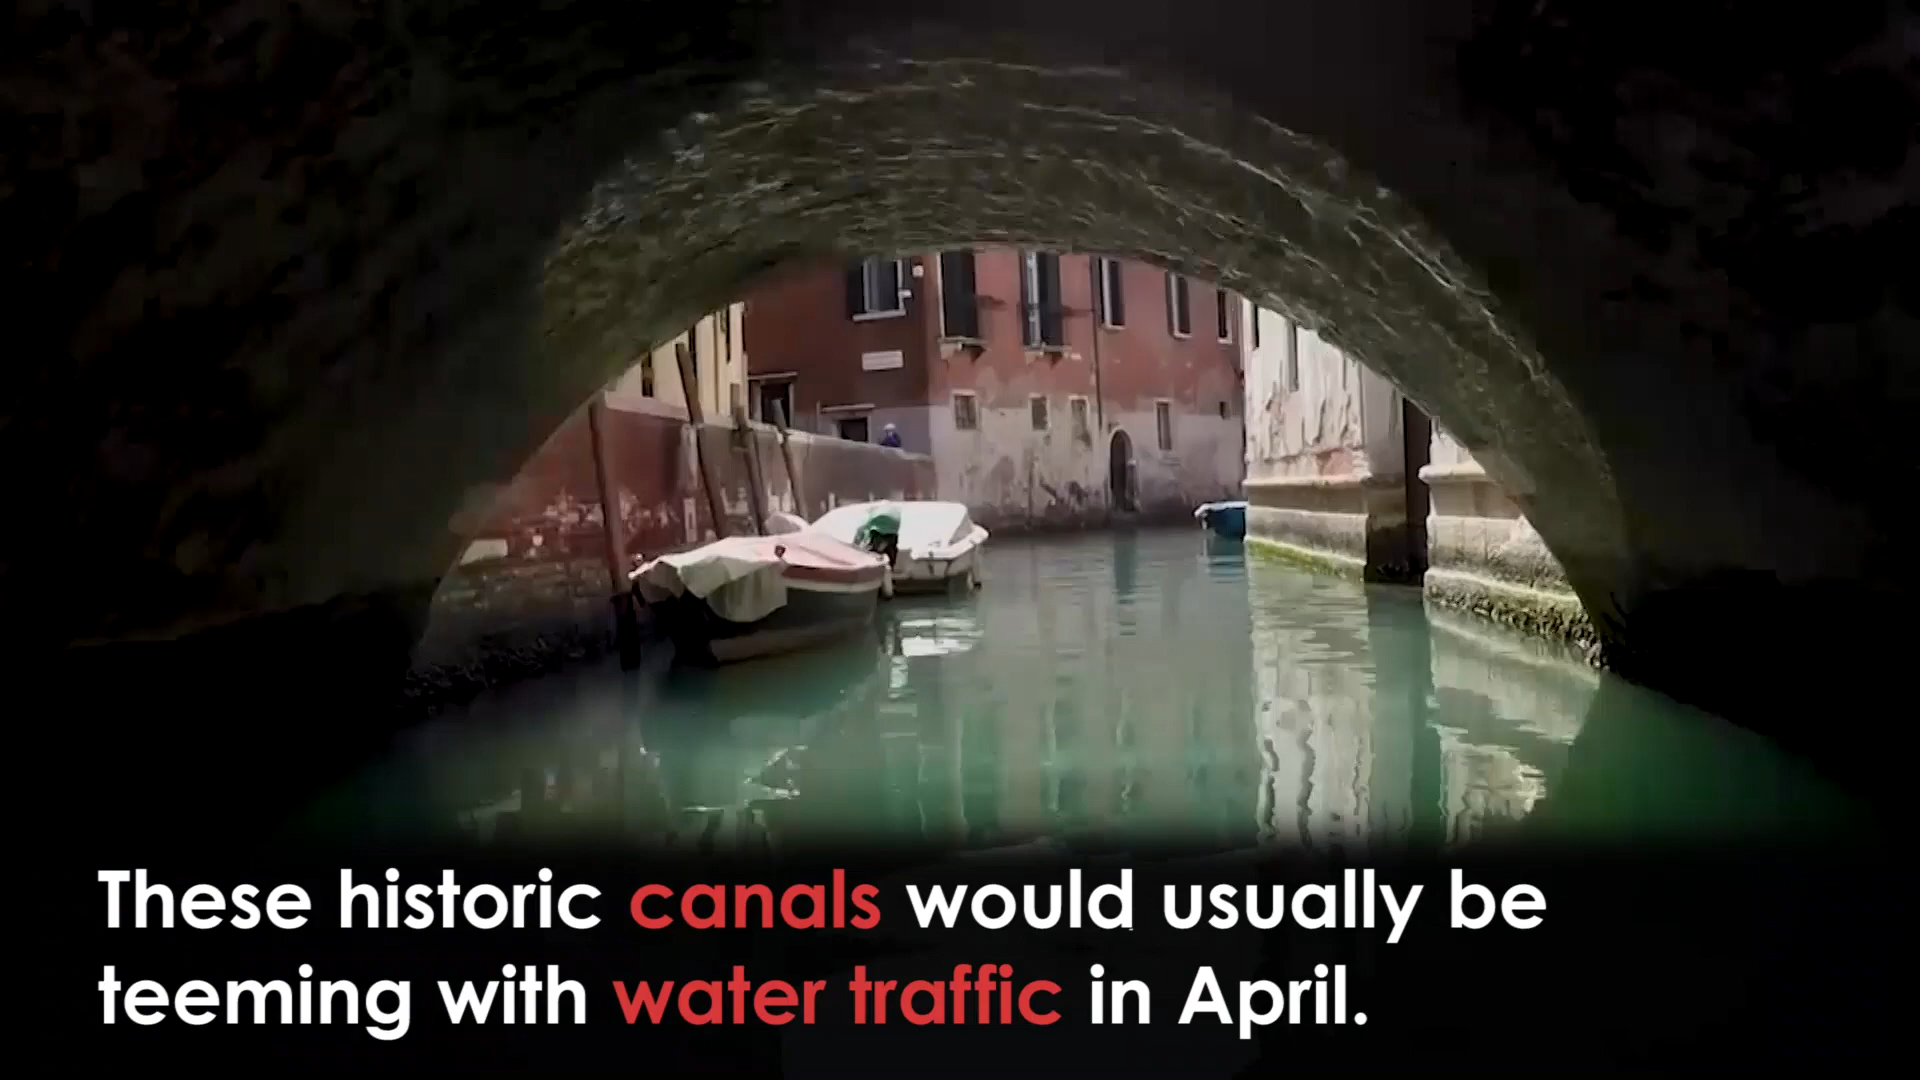 These historic canals would usually be
teeming with water traffic in April.